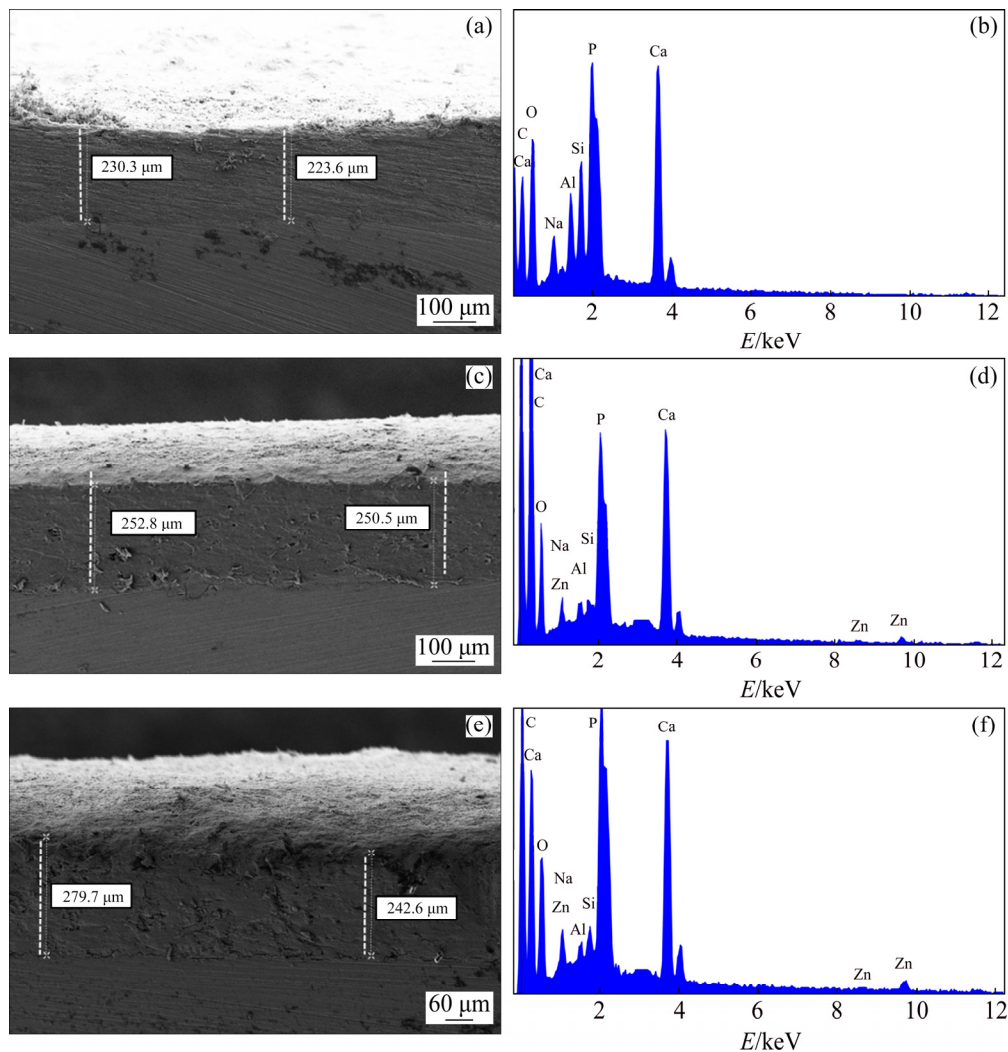 (a)
230.3 μm
223.6 μm
100 μm
(b)
P
Ca
O
C
Ca
Si
Al
Na
2
4
6
8
10
12
E/keV
(c)
252.8 μm
250.5 μm
100 μm
(d)
Ca
C
P
Ca
O
Na
Si
Zn
Al
Zn
Zn
2
4
6
8
10
12
E/keV
(e)
279.7 μm
242.6 μm
60 μm
(f)
C
P
Ca
Ca
O
Na
Zn
Si
Al
Zn
Zn
2
4
6
8
10
12
E/keV